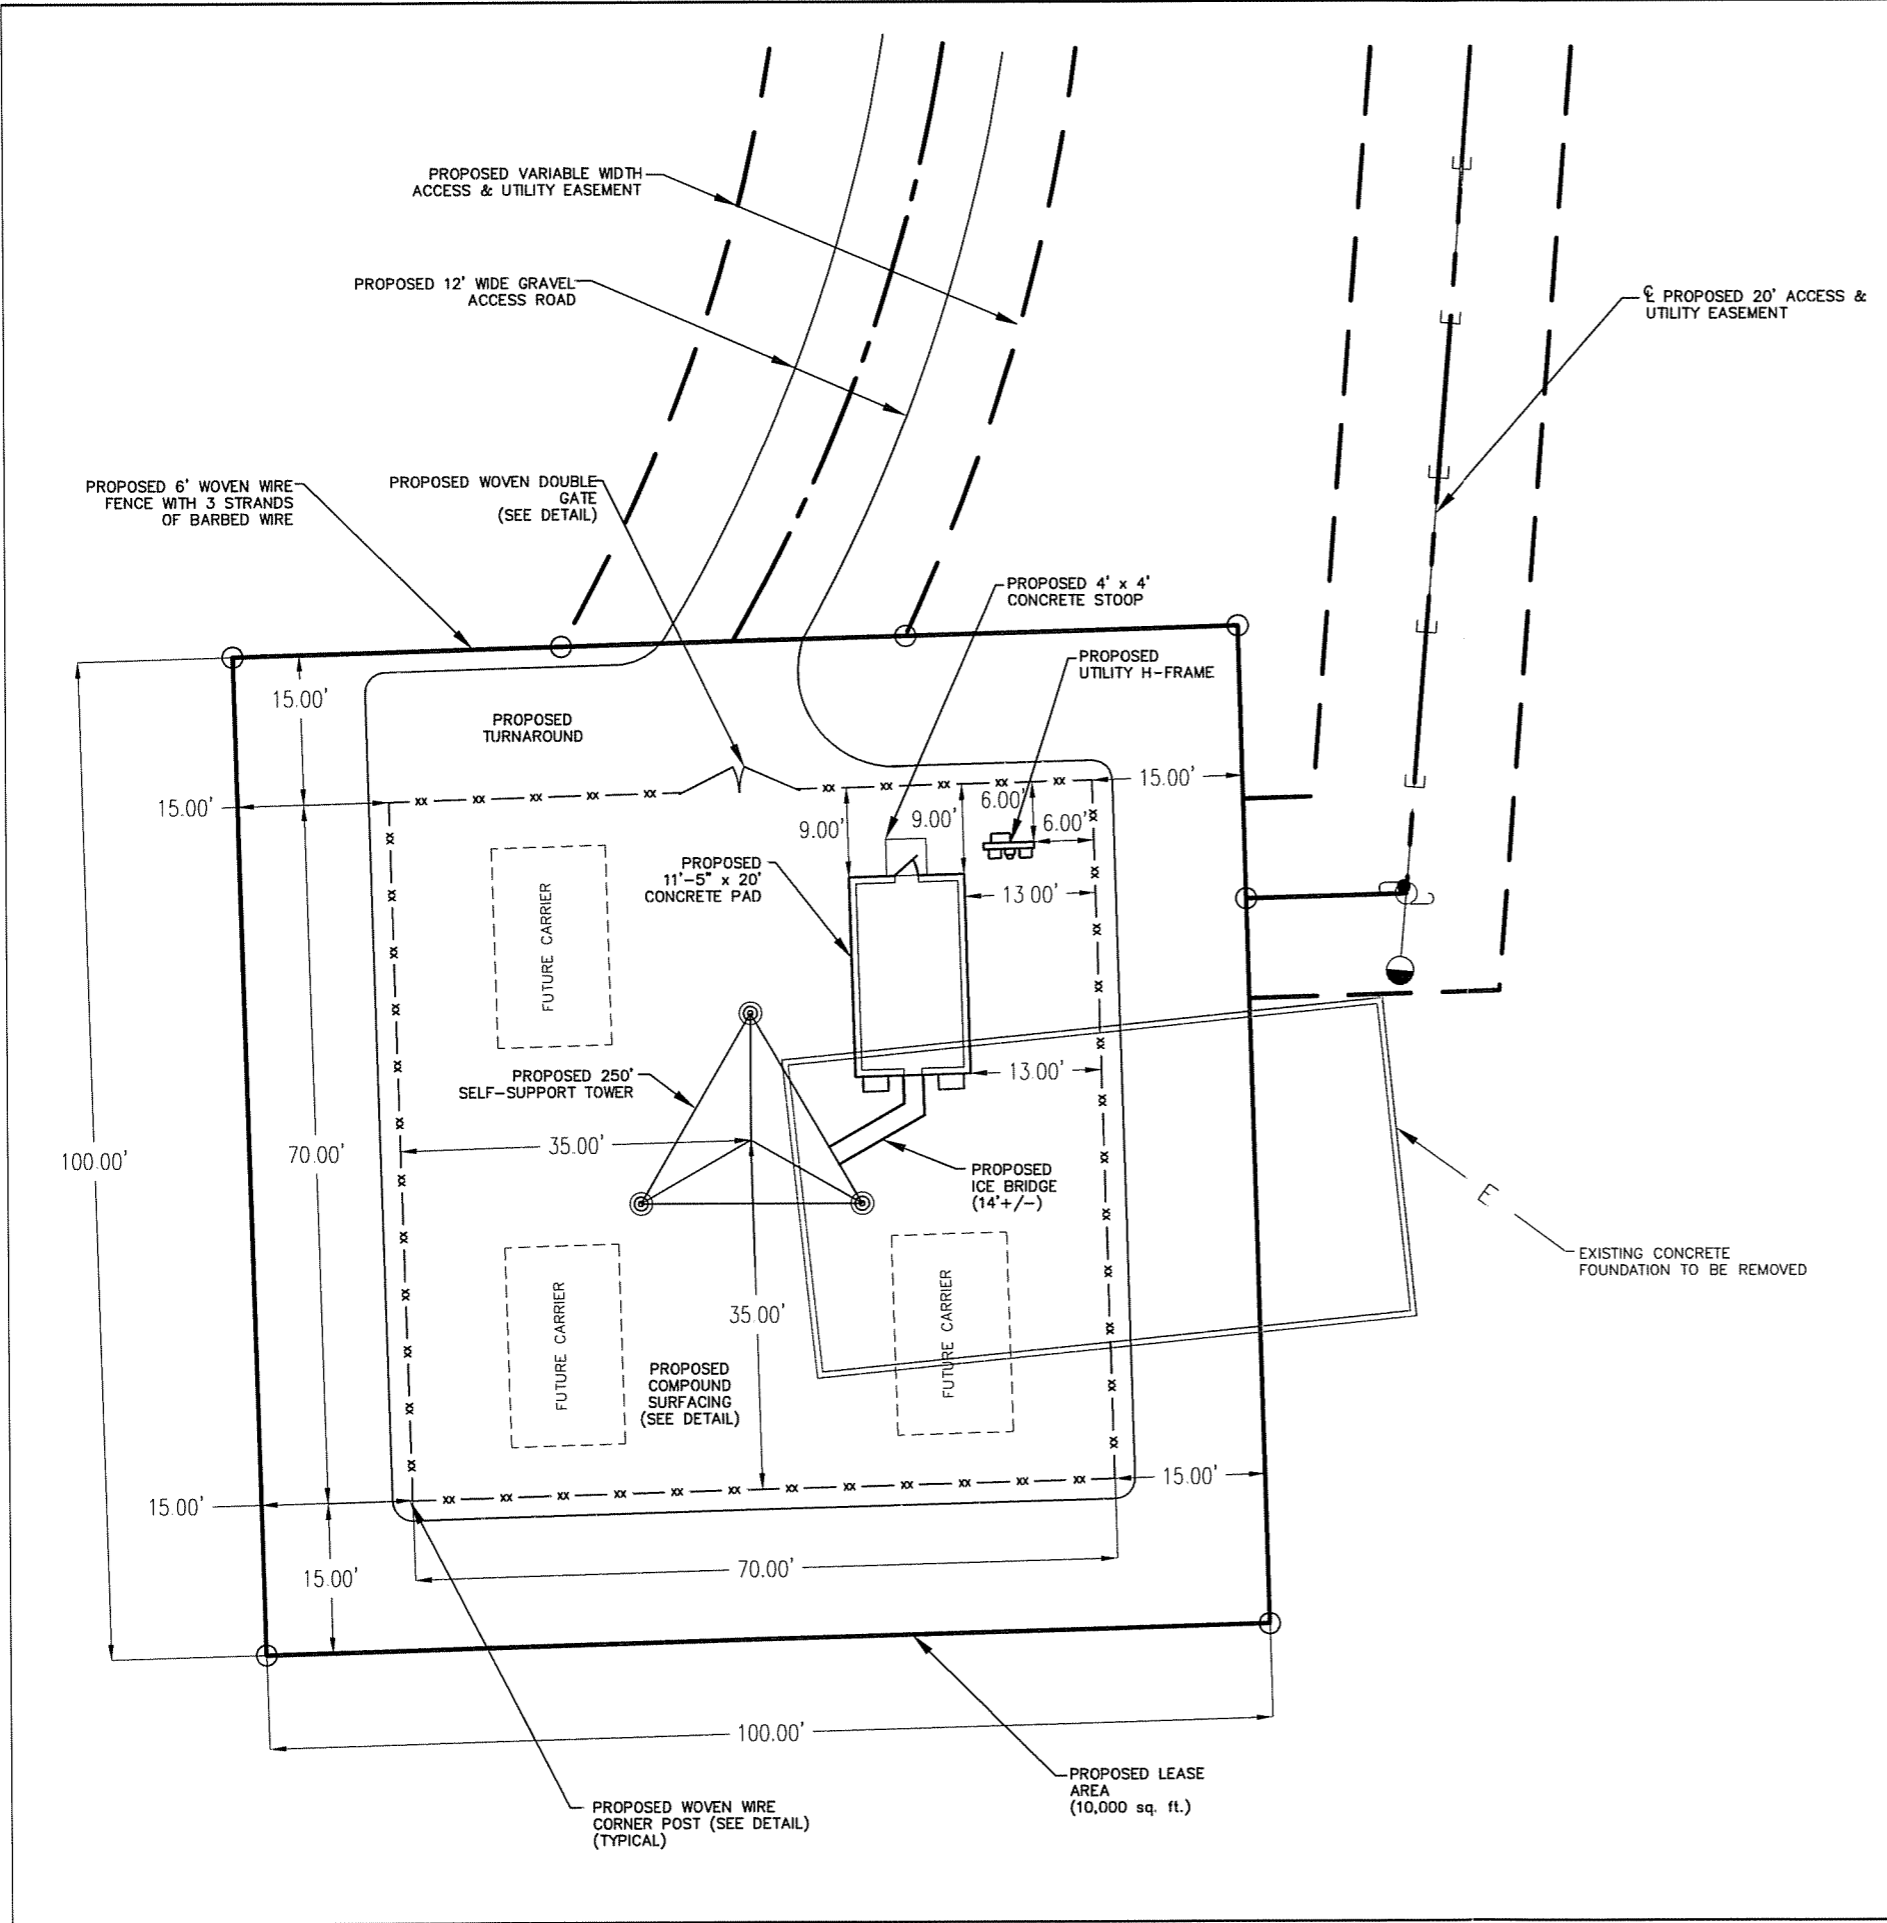 PROPOSED VARIABLE WIDTH
ACCESS & UTILITY EASEMENT
PROPOSED 12' WIDE GRAVEL
ACCESS ROAD
℄ PROPOSED 20' ACCESS &
UTILITY EASEMENT
PROPOSED 6' WOVEN WIRE
FENCE WITH 3 STRANDS
OF BARBED WIRE
PROPOSED WOVEN DOUBLE
GATE
(SEE DETAIL)
PROPOSED 4' x 4'
CONCRETE STOOP
PROPOSED
UTILITY H-FRAME
15.00'
PROPOSED
TURNAROUND
15.00'
15.00'
6.00'
9.00'
9.00'
6.00'
PROPOSED
11'-5" x 20'
CONCRETE PAD
13.00'
FUTURE CARRIER
PROPOSED 250'
SELF-SUPPORT TOWER
13.00'
100.00'
70.00'
35.00'
PROPOSED
ICE BRIDGE
(14'+/-)
E
EXISTING CONCRETE
FOUNDATION TO BE REMOVED
FUTURE CARRIER
35.00'
FUTURE CARRIER
PROPOSED
COMPOUND
SURFACING
(SEE DETAIL)
15.00'
15.00'
15.00'
70.00'
100.00'
PROPOSED LEASE
AREA
(10,000 sq. ft.)
PROPOSED WOVEN WIRE
CORNER POST (SEE DETAIL)
(TYPICAL)